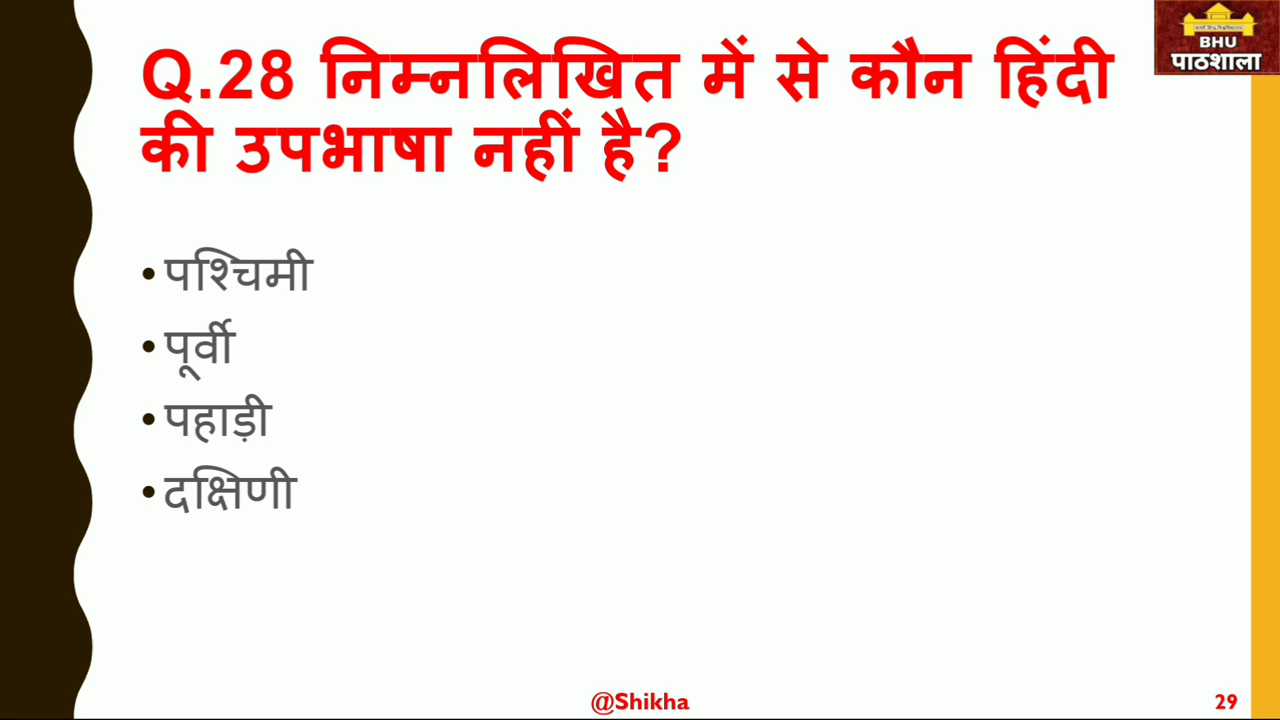 BHU
पाठशाला
Q.28 निम्नलिखित में से कौन हिंदी
की उपभाषा नहीं है?
• पश्चिमी
• पूर्वी
• पहाड़ी
• दक्षिणी
@Shikha
29